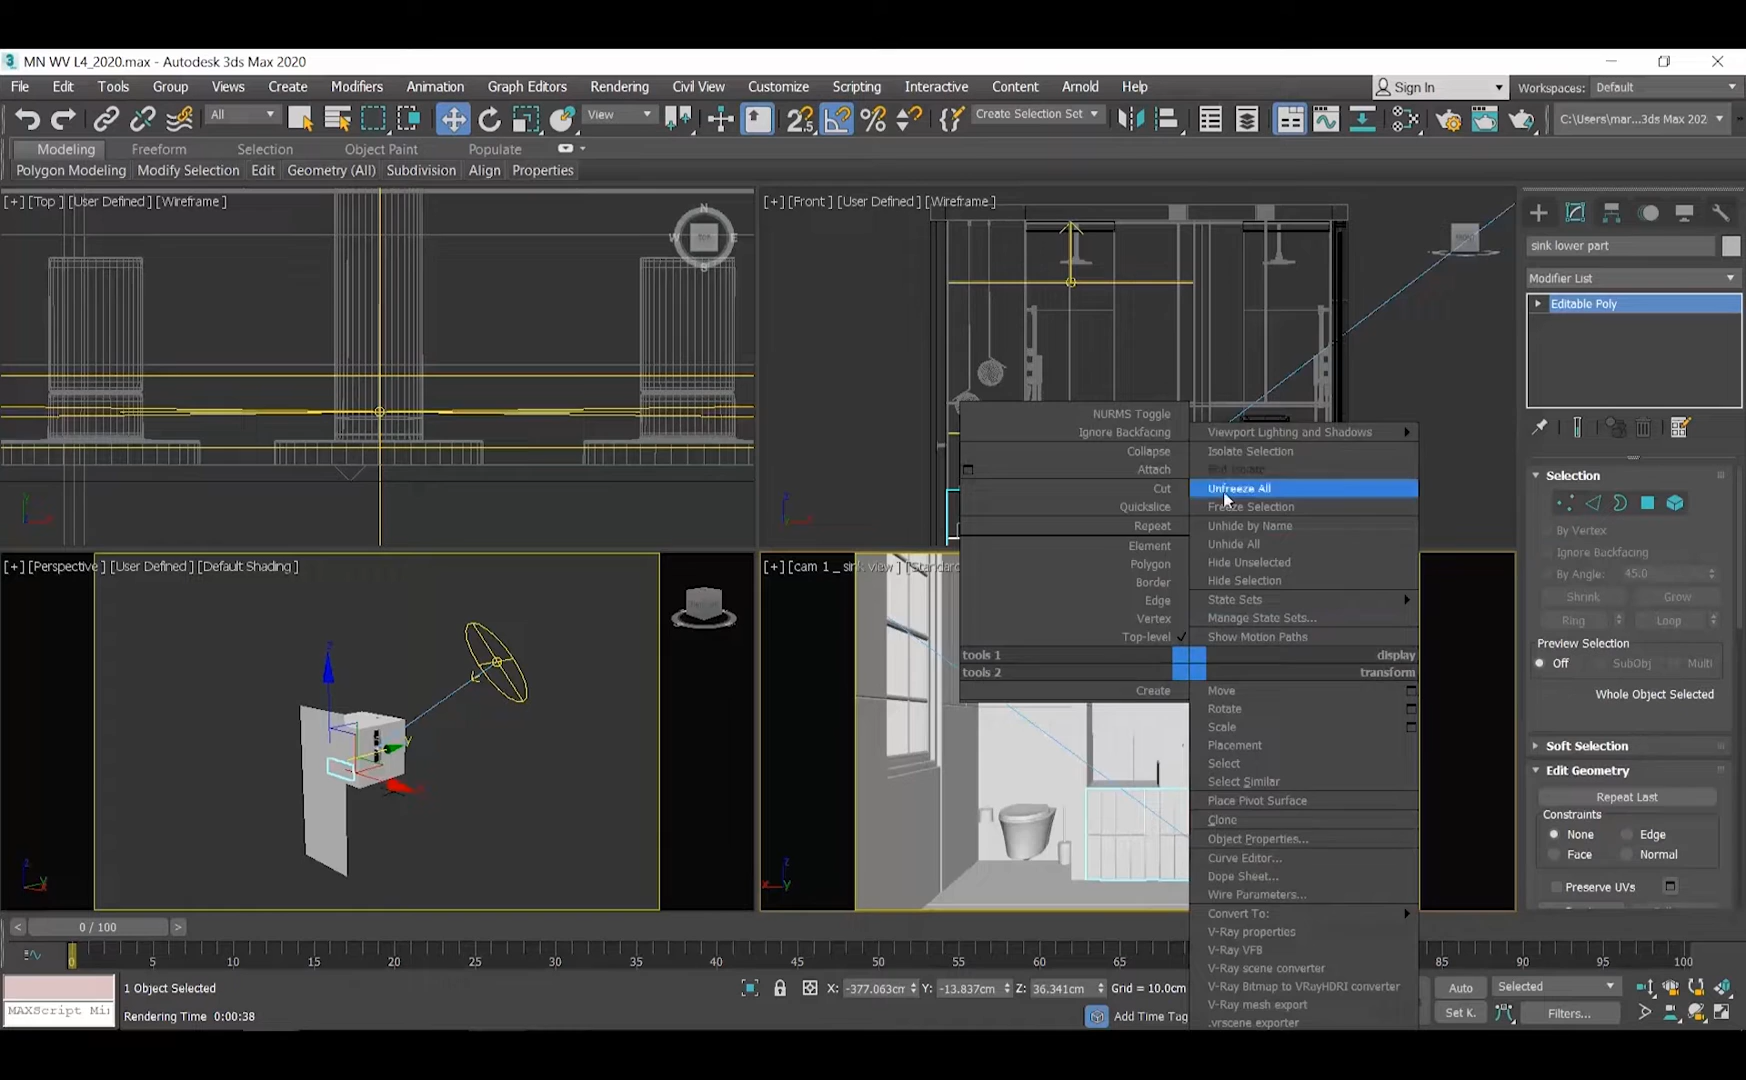 3 MN WV L4_2020.max - Autodesk 3ds Max 2020
File Edit Tools Group Views Create Modifiers Animation Graph Editors Rendering Civil View Customize Scripting Interactive Content Arnold Help Sign In Workspaces: Default
All View Create Selection Set C:\Users\mar...3ds Max 202
Modeling Freeform Selection Object Paint Populate
Polygon Modeling Modify Selection Edit Geometry (All) Subdivision Align Properties
[+] [Top ] [User Defined ] [Wireframe ]
[+] [Front ] [User Defined ] [Wireframe ]
N
W E
S
sink lower part
Modifier List
Editable Poly
Selection
By Vertex
Ignore Backfacing
By Angle: 45.0
Shrink Grow
Ring Loop
Preview Selection
Off SubObj Multi
Whole Object Selected
Soft Selection
Edit Geometry
Repeat Last
Constraints
None Edge
Face Normal
Preserve UVs
NURMS Toggle
Ignore Backfacing
Collapse
Attach
Cut
Quickslice
Repeat
Element
Polygon
Border
Edge
Vertex
Top-level
tools 1
tools 2
Create
Viewport Lighting and Shadows
Isolate Selection
Unfreeze All
Freeze Selection
Unhide by Name
Unhide All
Hide Unselected
Hide Selection
State Sets
Manage State Sets...
Show Motion Paths
display
transform
Move
Rotate
Scale
Placement
Select
Select Similar
Place Pivot Surface
Clone
Object Properties...
Curve Editor...
Dope Sheet...
Wire Parameters...
Convert To:
V-Ray properties
V-Ray VFB
V-Ray scene converter
V-Ray Bitmap to VRayHDRI converter
V-Ray mesh export
.vrscene exporter
[+] [Perspective ] [User Defined ] [Default Shading ]
[+] [cam 1 _ sink view ] [Standard
0 / 100
0 5 10 15 20 25 30 35 40 45 50 55 60 65 85 90 95 100
1 Object Selected
X: -377.063cm Y: -13.837cm Z: 36.341cm Grid = 10.0cm
Auto Selected
MAXScript Mi:
Rendering Time 0:00:38
Add Time Tag
Set K. Filters...